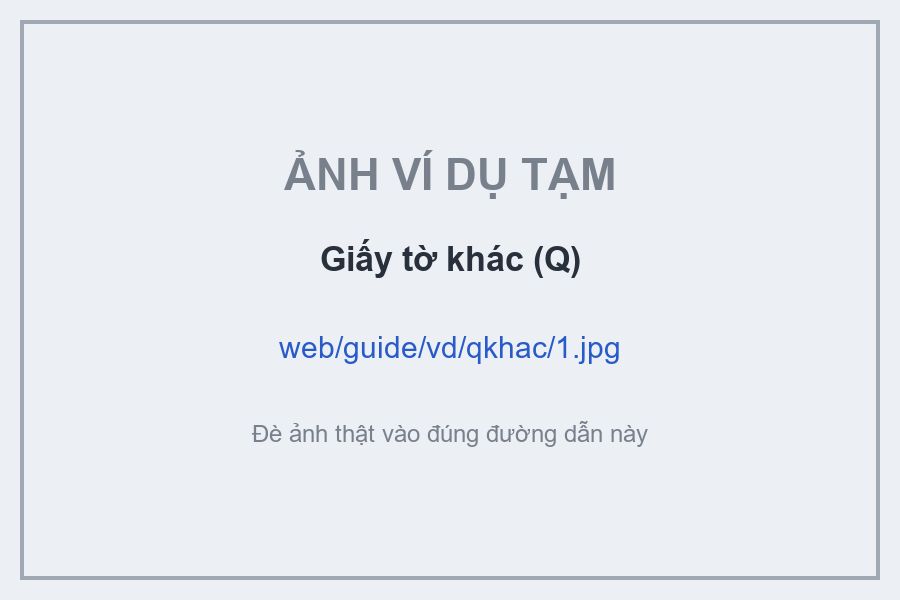 ẢNH VÍ DỤ TẠM
Giấy tờ khác (Q)
web/guide/vd/qkhac/1.jpg
Đè ảnh thật vào đúng đường dẫn này